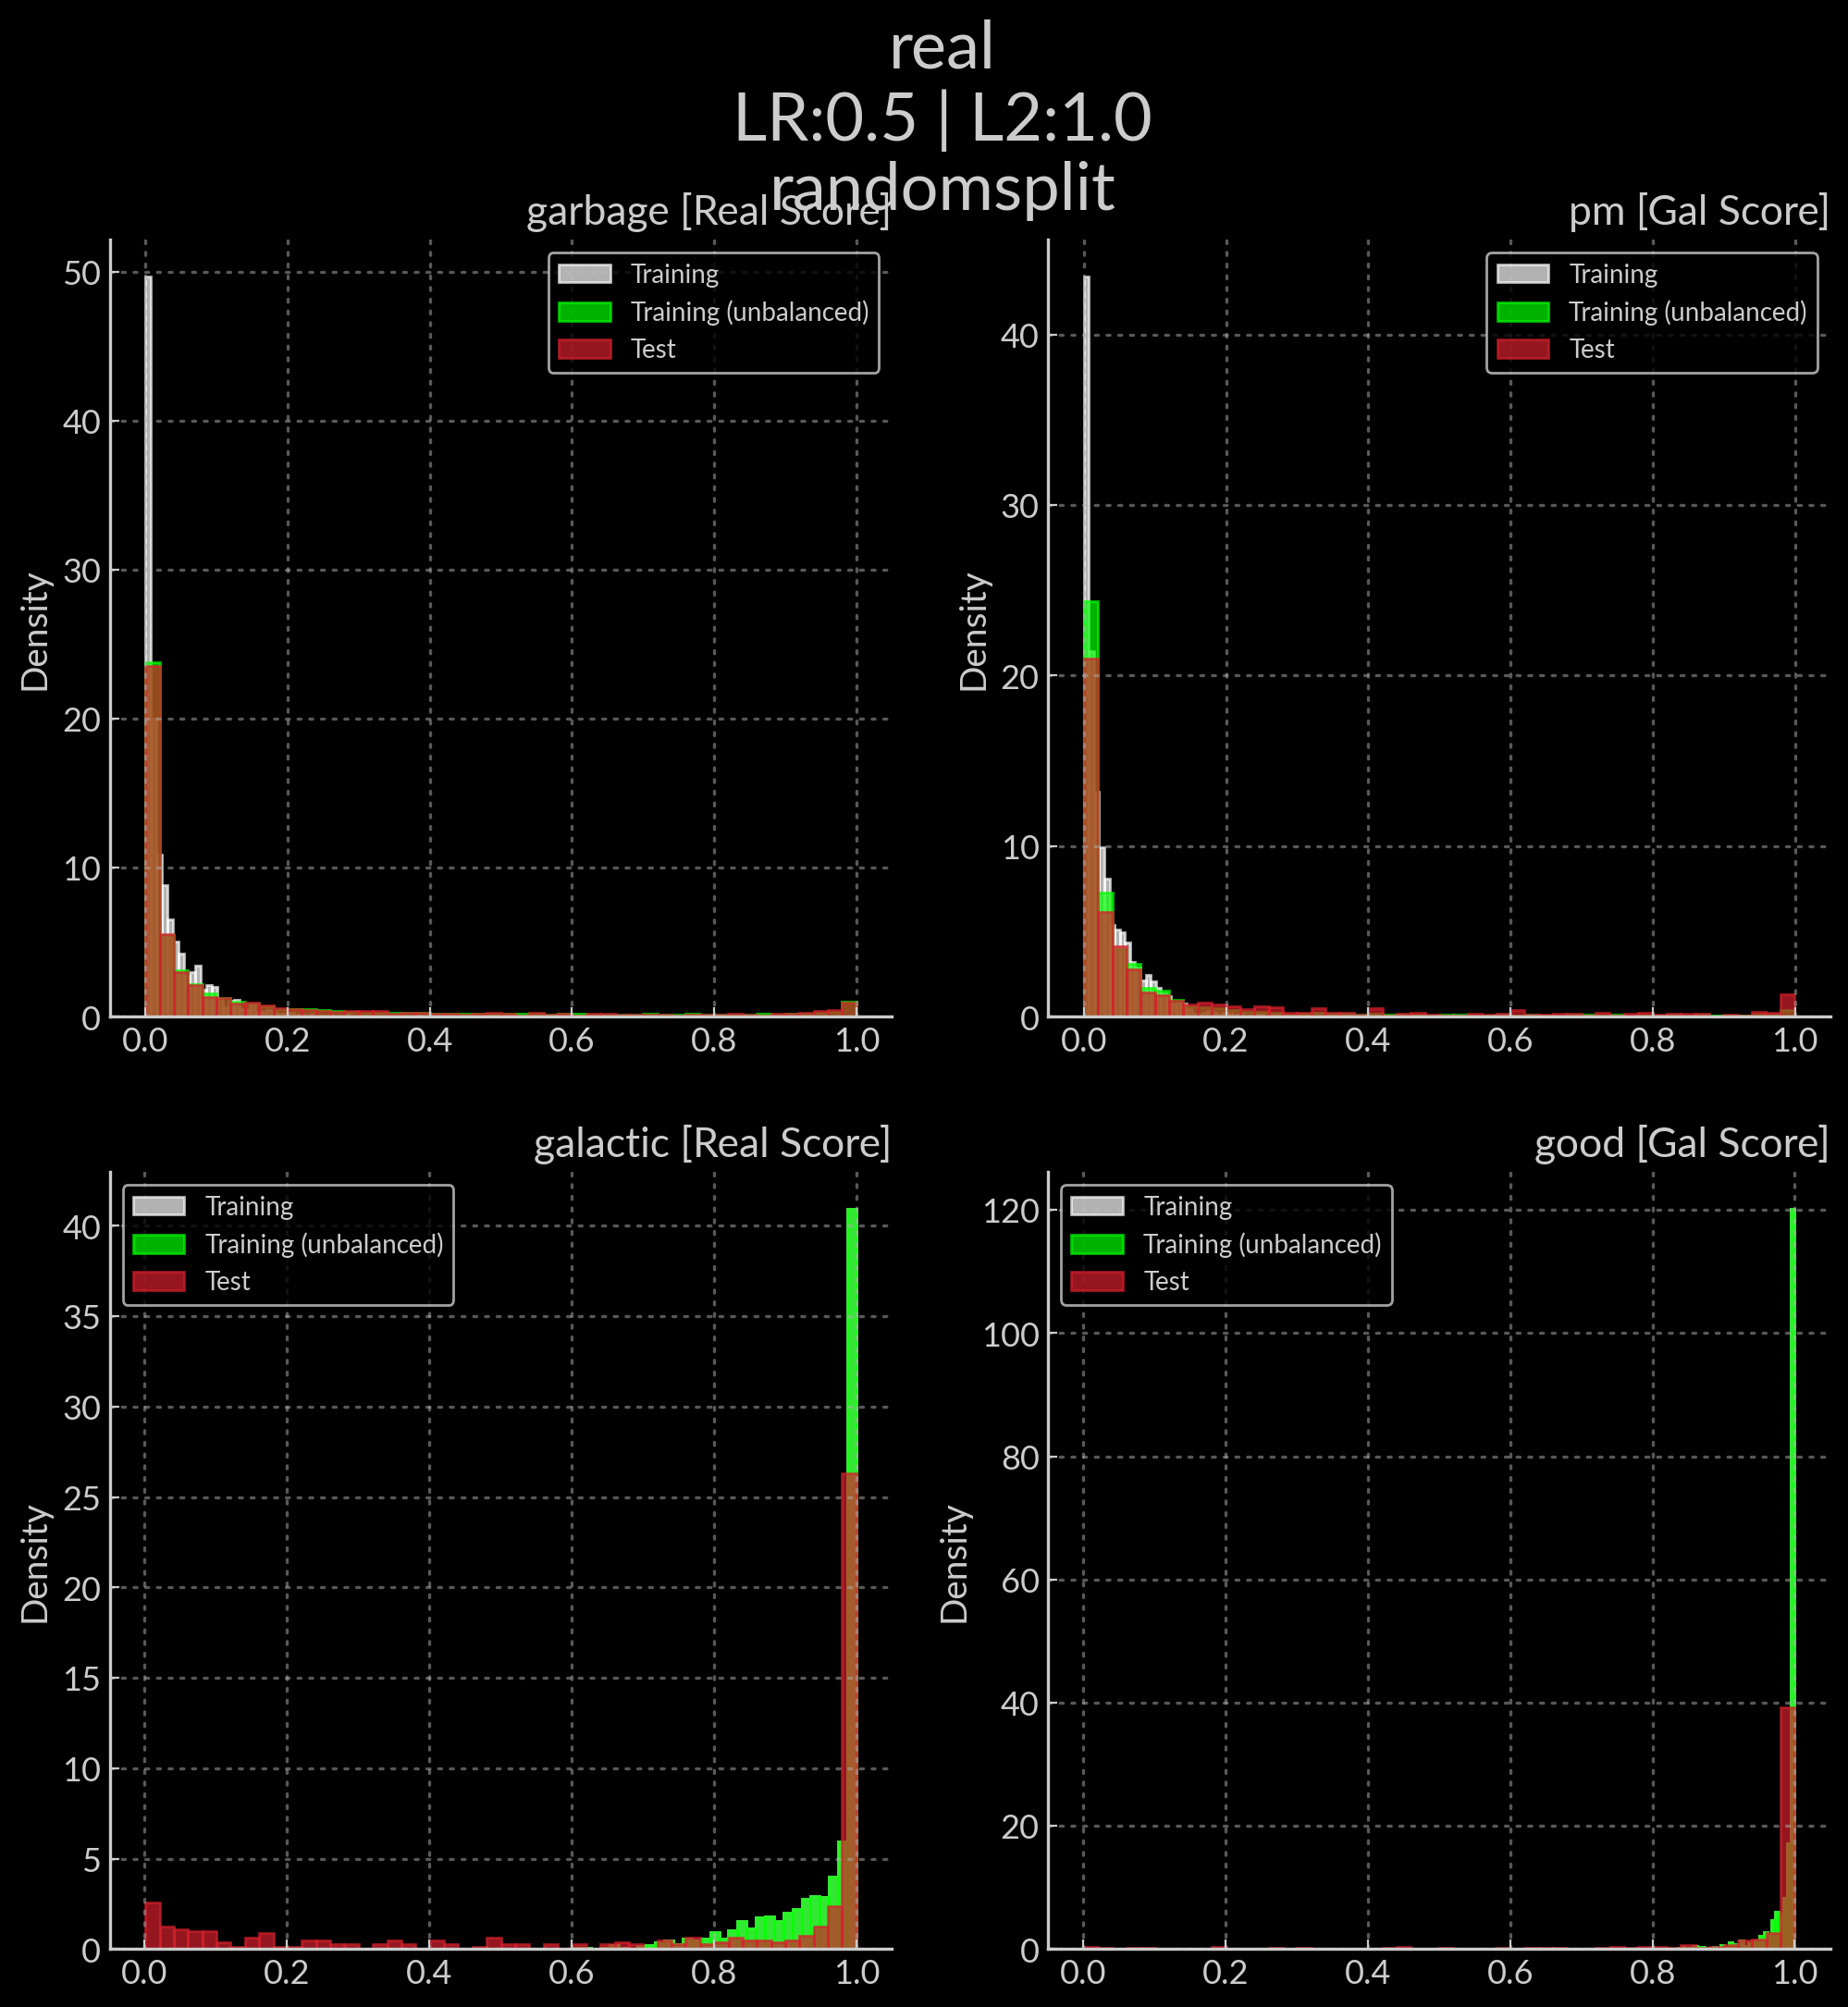 real
LR:0.5 | L2:1.0
randomsplit
garbage [Real Score]
Density
50
40
30
20
10
0
0.0 0.2 0.4 0.6 0.8 1.0
Training
Training (unbalanced)
Test
pm [Gal Score]
Density
40
30
20
10
0
0.0 0.2 0.4 0.6 0.8 1.0
Training
Training (unbalanced)
Test
galactic [Real Score]
Density
40
35
30
25
20
15
10
5
0
0.0 0.2 0.4 0.6 0.8 1.0
Training
Training (unbalanced)
Test
good [Gal Score]
Density
120
100
80
60
40
20
0
0.0 0.2 0.4 0.6 0.8 1.0
Training
Training (unbalanced)
Test